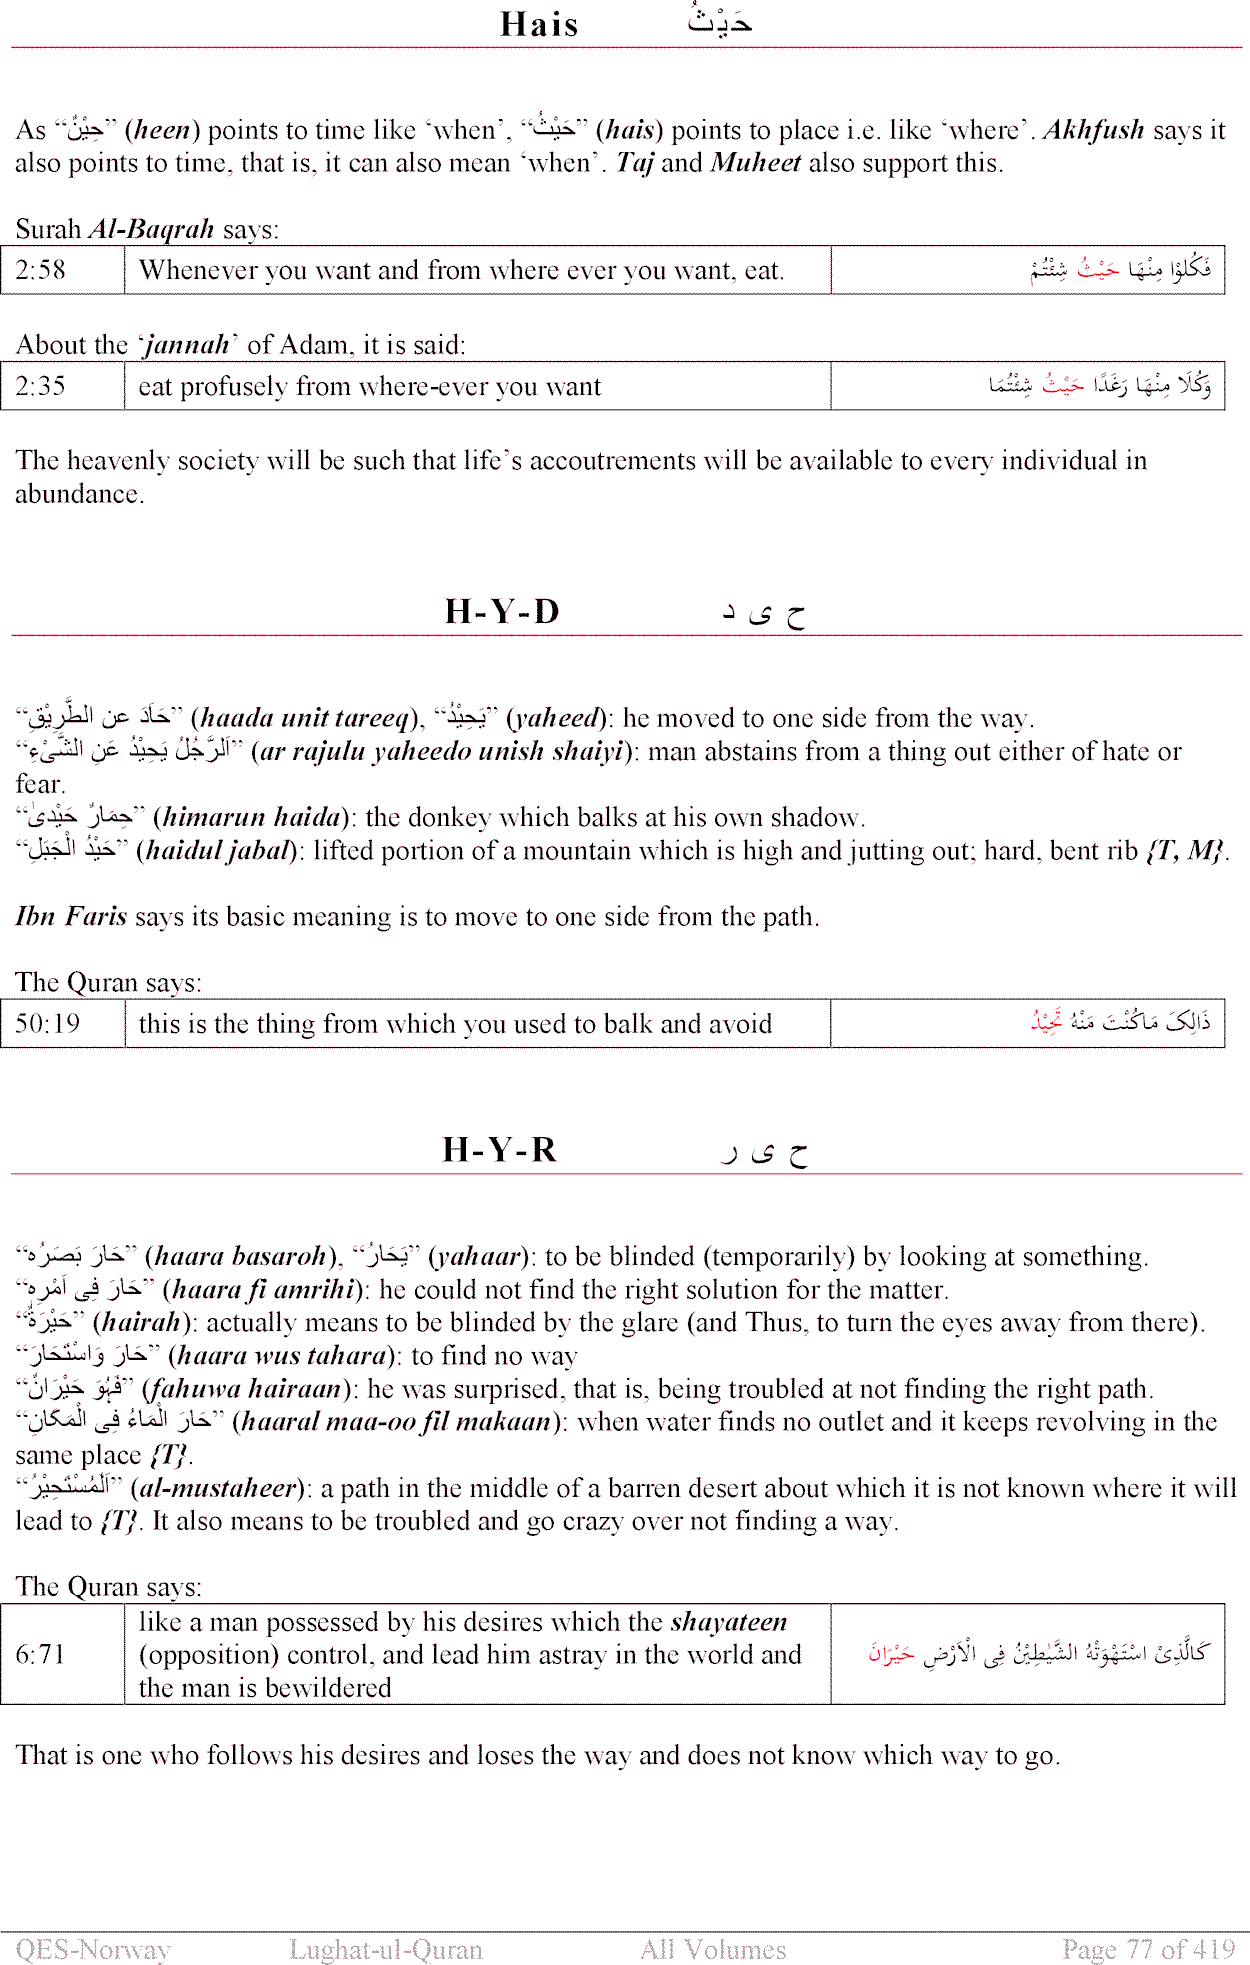 Hais حَيْثُ
As “حِيْنٌ” (heen) points to time like ‘when’, “حَيْثُ” (hais) points to place i.e. like ‘where’. Akhfush says it
also points to time, that is, it can also mean ‘when’. Taj and Muheet also support this.
Surah Al-Baqrah says:
2:58 Whenever you want and from where ever you want, eat. فَكُلُوْا مِنْهَا حَيْثُ شِئْتُمْ
About the ‘jannah’ of Adam, it is said:
2:35 eat profusely from where-ever you want وَكُلَا مِنْهَا رَغَدًا حَيْثُ شِئْتُمَا
The heavenly society will be such that life’s accoutrements will be available to every individual in
abundance.
H-Y-D ح ی د
“حَادَ عن الطَّرِيْقِ” (haada unit tareeq), “يَحِيْدُ” (yaheed): he moved to one side from the way.
“اَلرَّجُلُ يَحِيْدُ عَنِ الشَّىْءِ” (ar rajulu yaheedo unish shaiyi): man abstains from a thing out either of hate or
fear.
“حِمَارٌ حَيْدىٰ” (himarun haida): the donkey which balks at his own shadow.
“حَيْدُ الْجَبَلِ” (haidul jabal): lifted portion of a mountain which is high and jutting out; hard, bent rib {T, M}.
Ibn Faris says its basic meaning is to move to one side from the path.
The Quran says:
50:19 this is the thing from which you used to balk and avoid ذَالِکَ مَاکُنْتَ مَنْهُ تَحِيْدُ
H-Y-R ح ی ر
“حَارَ بَصَرُه” (haara basaroh), “يَحَارُ” (yahaar): to be blinded (temporarily) by looking at something.
“حَارَ فِى اَمْرِهٖ” (haara fi amrihi): he could not find the right solution for the matter.
“حَيْرَةٌ” (hairah): actually means to be blinded by the glare (and Thus, to turn the eyes away from there).
“حَارَ وَاسْتَحَارَ” (haara wus tahara): to find no way
“فَهُوَ حَيْرَانٌ” (fahuwa hairaan): he was surprised, that is, being troubled at not finding the right path.
“حَارَ الْمَاءُ فِى الْمَكَانِ” (haaral maa-oo fil makaan): when water finds no outlet and it keeps revolving in the
same place {T}.
“اَلْمُسْتَحِيْرُ” (al-mustaheer): a path in the middle of a barren desert about which it is not known where it will
lead to {T}. It also means to be troubled and go crazy over not finding a way.
The Quran says:
6:71 like a man possessed by his desires which the shayateen
(opposition) control, and lead him astray in the world and
the man is bewildered كَالَّذِىْ اسْتَهْوَتْهُ الشَّيٰطِيْنُ فِى الْاَرْضِ حَيْرَانَ
That is one who follows his desires and loses the way and does not know which way to go.
QES-Norway Lughat-ul-Quran All Volumes Page 77 of 419